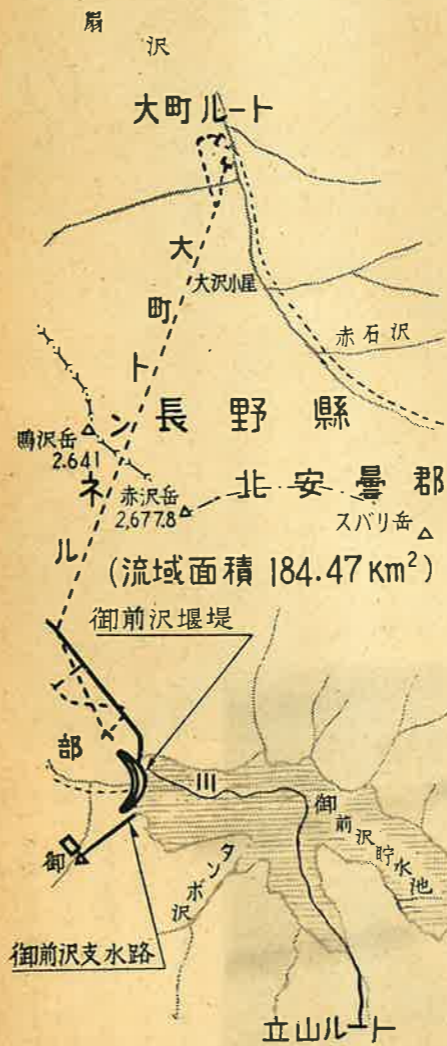 扇沢
大町ルート
大町トンネル
大沢小屋
赤石沢
長野縣
鳴沢岳
2.641
赤沢岳
2,677.8
北安曇郡
スバリ岳
(流域面積 184.47Km²)
御前沢堰堤
部
川
御前沢貯水池
御
タンボ沢
御前沢支水路
立山ルート